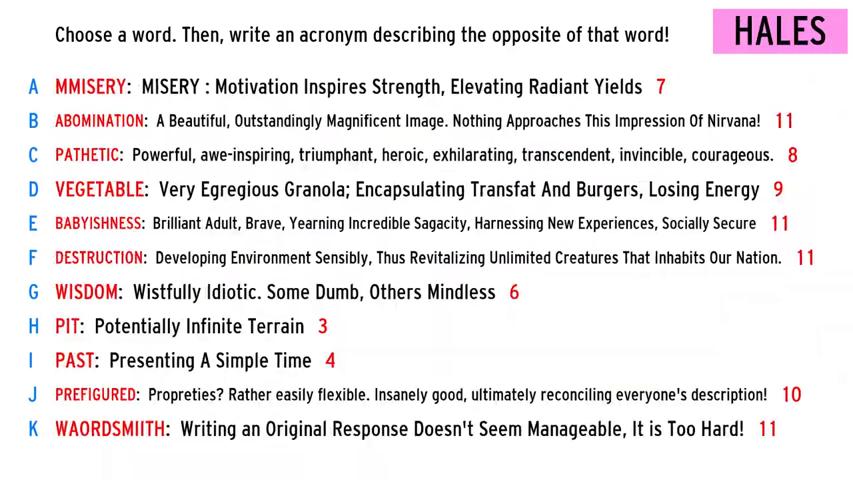 Choose a word. Then, write an acronym describing the opposite of that word!
HALES
A MMISERY: MISERY : Motivation Inspires Strength, Elevating Radiant Yields 7
B ABOMINATION: A Beautiful, Outstandingly Magnificent Image. Nothing Approaches This Impression Of Nirvana! 11
C PATHETIC: Powerful, awe-inspiring, triumphant, heroic, exhilarating, transcendent, invincible, courageous. 8
D VEGETABLE: Very Egregious Granola; Encapsulating Transfat And Burgers, Losing Energy 9
E BABYISHNESS: Brilliant Adult, Brave, Yearning Incredible Sagacity, Harnessing New Experiences, Socially Secure 11
F DESTRUCTION: Developing Environment Sensibly, Thus Revitalizing Unlimited Creatures That Inhabits Our Nation. 11
G WISDOM: Wistfully Idiotic. Some Dumb, Others Mindless 6
H PIT: Potentially Infinite Terrain 3
I PAST: Presenting A Simple Time 4
J PREFIGURED: Propreties? Rather easily flexible. Insanely good, ultimately reconciling everyone's description! 10
K WAORDSMIITH: Writing an Original Response Doesn't Seem Manageable, It is Too Hard! 11